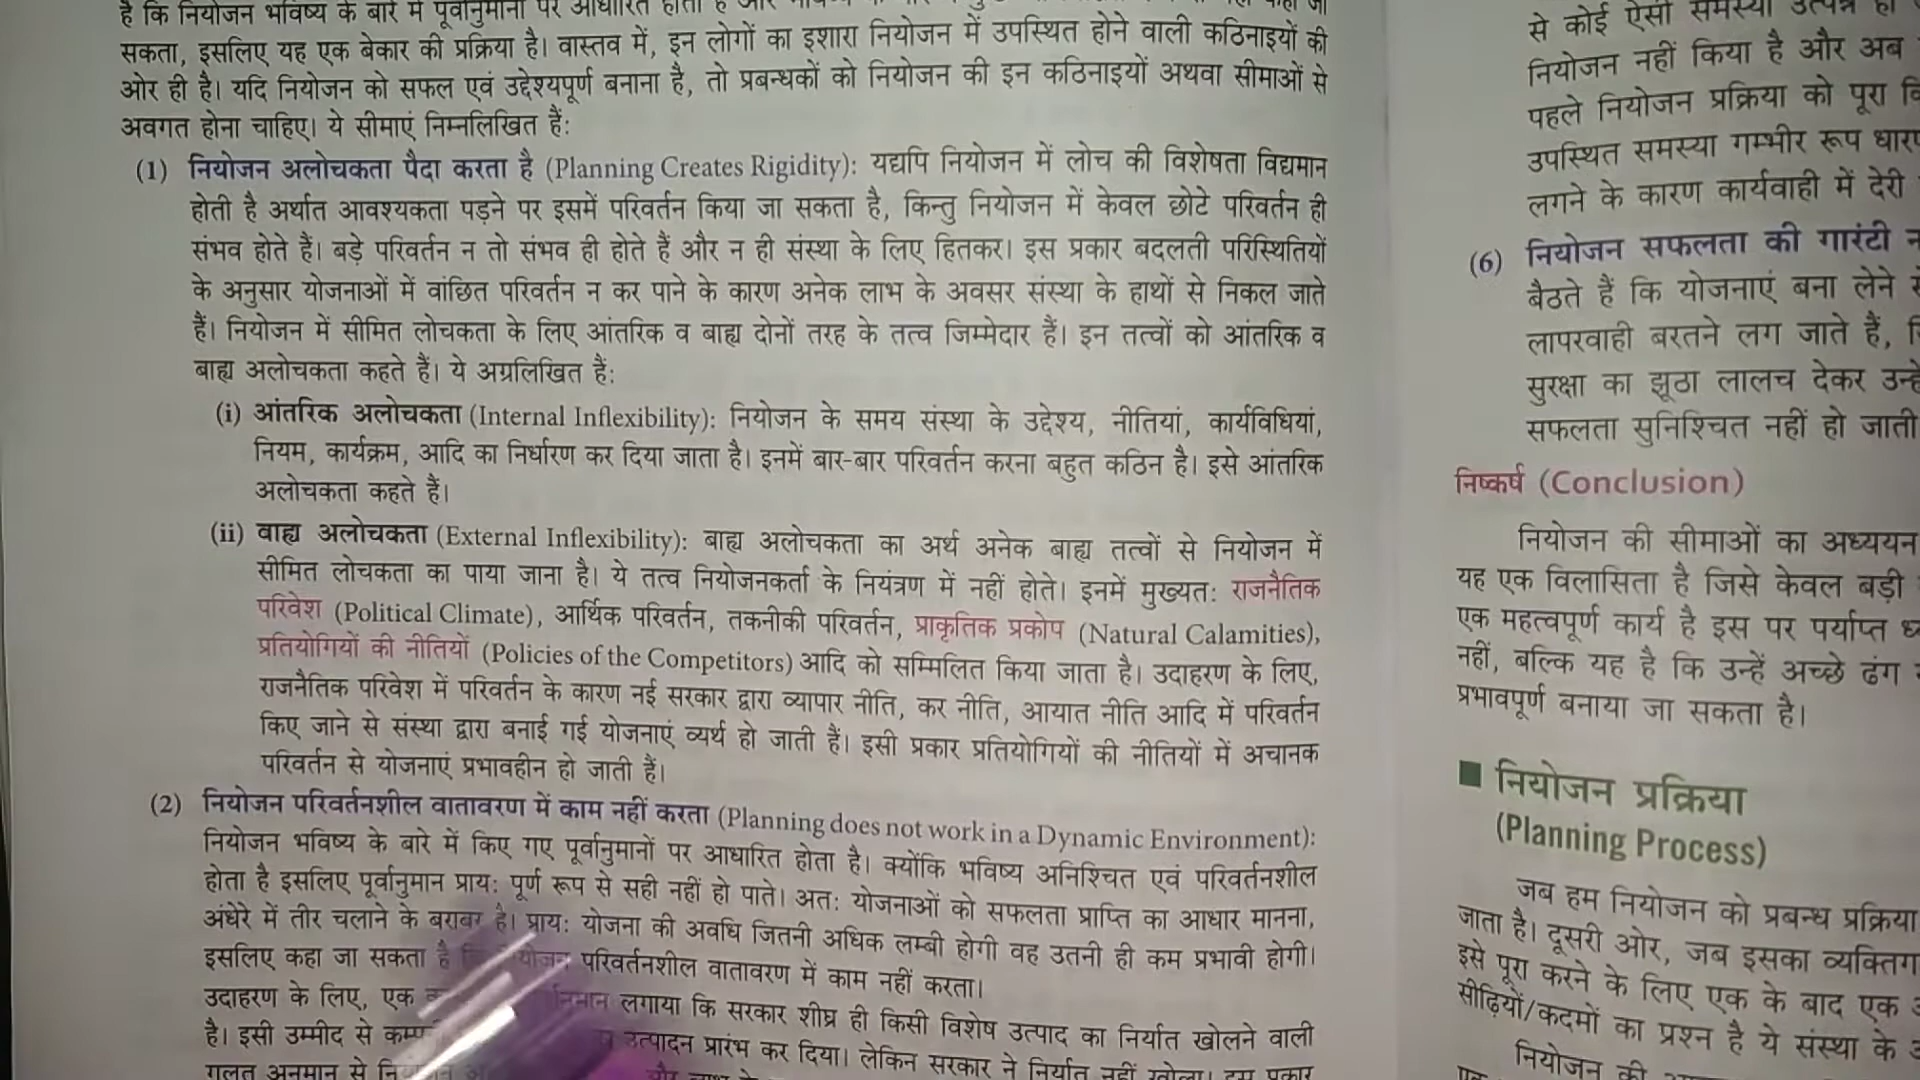 है कि नियोजन भविष्य के बारे में पूर्वानुमानों पर आधारित होता है और
सकता, इसलिए यह एक बेकार की प्रक्रिया है। वास्तव में, इन लोगों का इशारा नियोजन में उपस्थित होने वाली कठिनाइयों की
ओर ही है। यदि नियोजन को सफल एवं उद्देश्यपूर्ण बनाना है, तो प्रबन्धकों को नियोजन की इन कठिनाइयों अथवा सीमाओं से
अवगत होना चाहिए। ये सीमाएं निम्नलिखित हैं:
(1) नियोजन अलोचकता पैदा करता है (Planning Creates Rigidity): यद्यपि नियोजन में लोच की विशेषता विद्यमान
होती है अर्थात आवश्यकता पड़ने पर इसमें परिवर्तन किया जा सकता है, किन्तु नियोजन में केवल छोटे परिवर्तन ही
संभव होते हैं। बड़े परिवर्तन न तो संभव ही होते हैं और न ही संस्था के लिए हितकर। इस प्रकार बदलती परिस्थितियों
के अनुसार योजनाओं में वांछित परिवर्तन न कर पाने के कारण अनेक लाभ के अवसर संस्था के हाथों से निकल जाते
हैं। नियोजन में सीमित लोचकता के लिए आंतरिक व बाह्य दोनों तरह के तत्व जिम्मेदार हैं। इन तत्वों को आंतरिक व
बाह्य अलोचकता कहते हैं। ये अग्रलिखित हैं:
(i) आंतरिक अलोचकता (Internal Inflexibility): नियोजन के समय संस्था के उद्देश्य, नीतियां, कार्यविधियां,
नियम, कार्यक्रम, आदि का निर्धारण कर दिया जाता है। इनमें बार-बार परिवर्तन करना बहुत कठिन है। इसे आंतरिक
अलोचकता कहते हैं।
(ii) वाह्य अलोचकता (External Inflexibility): बाह्य अलोचकता का अर्थ अनेक बाह्य तत्वों से नियोजन में
सीमित लोचकता का पाया जाना है। ये तत्व नियोजनकर्ता के नियंत्रण में नहीं होते। इनमें मुख्यत: राजनैतिक
परिवेश (Political Climate), आर्थिक परिवर्तन, तकनीकी परिवर्तन, प्राकृतिक प्रकोप (Natural Calamities),
प्रतियोगियों की नीतियों (Policies of the Competitors) आदि को सम्मिलित किया जाता है। उदाहरण के लिए,
राजनैतिक परिवेश में परिवर्तन के कारण नई सरकार द्वारा व्यापार नीति, कर नीति, आयात नीति आदि में परिवर्तन
किए जाने से संस्था द्वारा बनाई गई योजनाएं व्यर्थ हो जाती हैं। इसी प्रकार प्रतियोगियों की नीतियों में अचानक
परिवर्तन से योजनाएं प्रभावहीन हो जाती हैं।
(2) नियोजन परिवर्तनशील वातावरण में काम नहीं करता (Planning does not work in a Dynamic Environment):
नियोजन भविष्य के बारे में किए गए पूर्वानुमानों पर आधारित होता है। क्योंकि भविष्य अनिश्चित एवं परिवर्तनशील
होता है इसलिए पूर्वानुमान प्राय: पूर्ण रूप से सही नहीं हो पाते। अत: योजनाओं को सफलता प्राप्ति का आधार मानना,
अंधेरे में तीर चलाने के बराबर है। प्राय: योजना की अवधि जितनी अधिक लम्बी होगी वह उतनी ही कम प्रभावी होगी।
इसलिए कहा जा सकता है परिवर्तनशील वातावरण में काम नहीं करता।
उदाहरण के लिए, एक लगाया कि सरकार शीघ्र ही किसी विशेष उत्पाद का निर्यात खोलने वाली
है। इसी उम्मीद से उत्पादन प्रारंभ कर दिया। लेकिन सरकार ने निर्यात नहीं खोला। इस प्रकार
गलत अनुमान से
से कोई ऐसी समस्या उत्पन्न हो
नियोजन नहीं किया है और अब
पहले नियोजन प्रक्रिया को पूरा
उपस्थित समस्या गम्भीर रूप
लगने के कारण कार्यवाही में देरी
(6) नियोजन सफलता की गारंटी
बैठते हैं कि योजनाएं बना लेने
लापरवाही बरतने लग जाते हैं,
सुरक्षा का झूठा लालच देकर
सफलता सुनिश्चित नहीं हो जाती
निष्कर्ष (Conclusion)
नियोजन की सीमाओं का अध्ययन
यह एक विलासिता है जिसे केवल बड़ी
एक महत्वपूर्ण कार्य है इस पर पर्याप्त
नहीं, बल्कि यह है कि उन्हें अच्छे ढंग
प्रभावपूर्ण बनाया जा सकता है।
नियोजन प्रक्रिया
(Planning Process)
जब हम नियोजन को प्रबन्ध प्रक्रिया
जाता है। दूसरी ओर, जब इसका
इसे पूरा करने के लिए एक के बाद एक
सीढ़ियों/कदमों का प्रश्न है ये संस्था के
नियोजन की